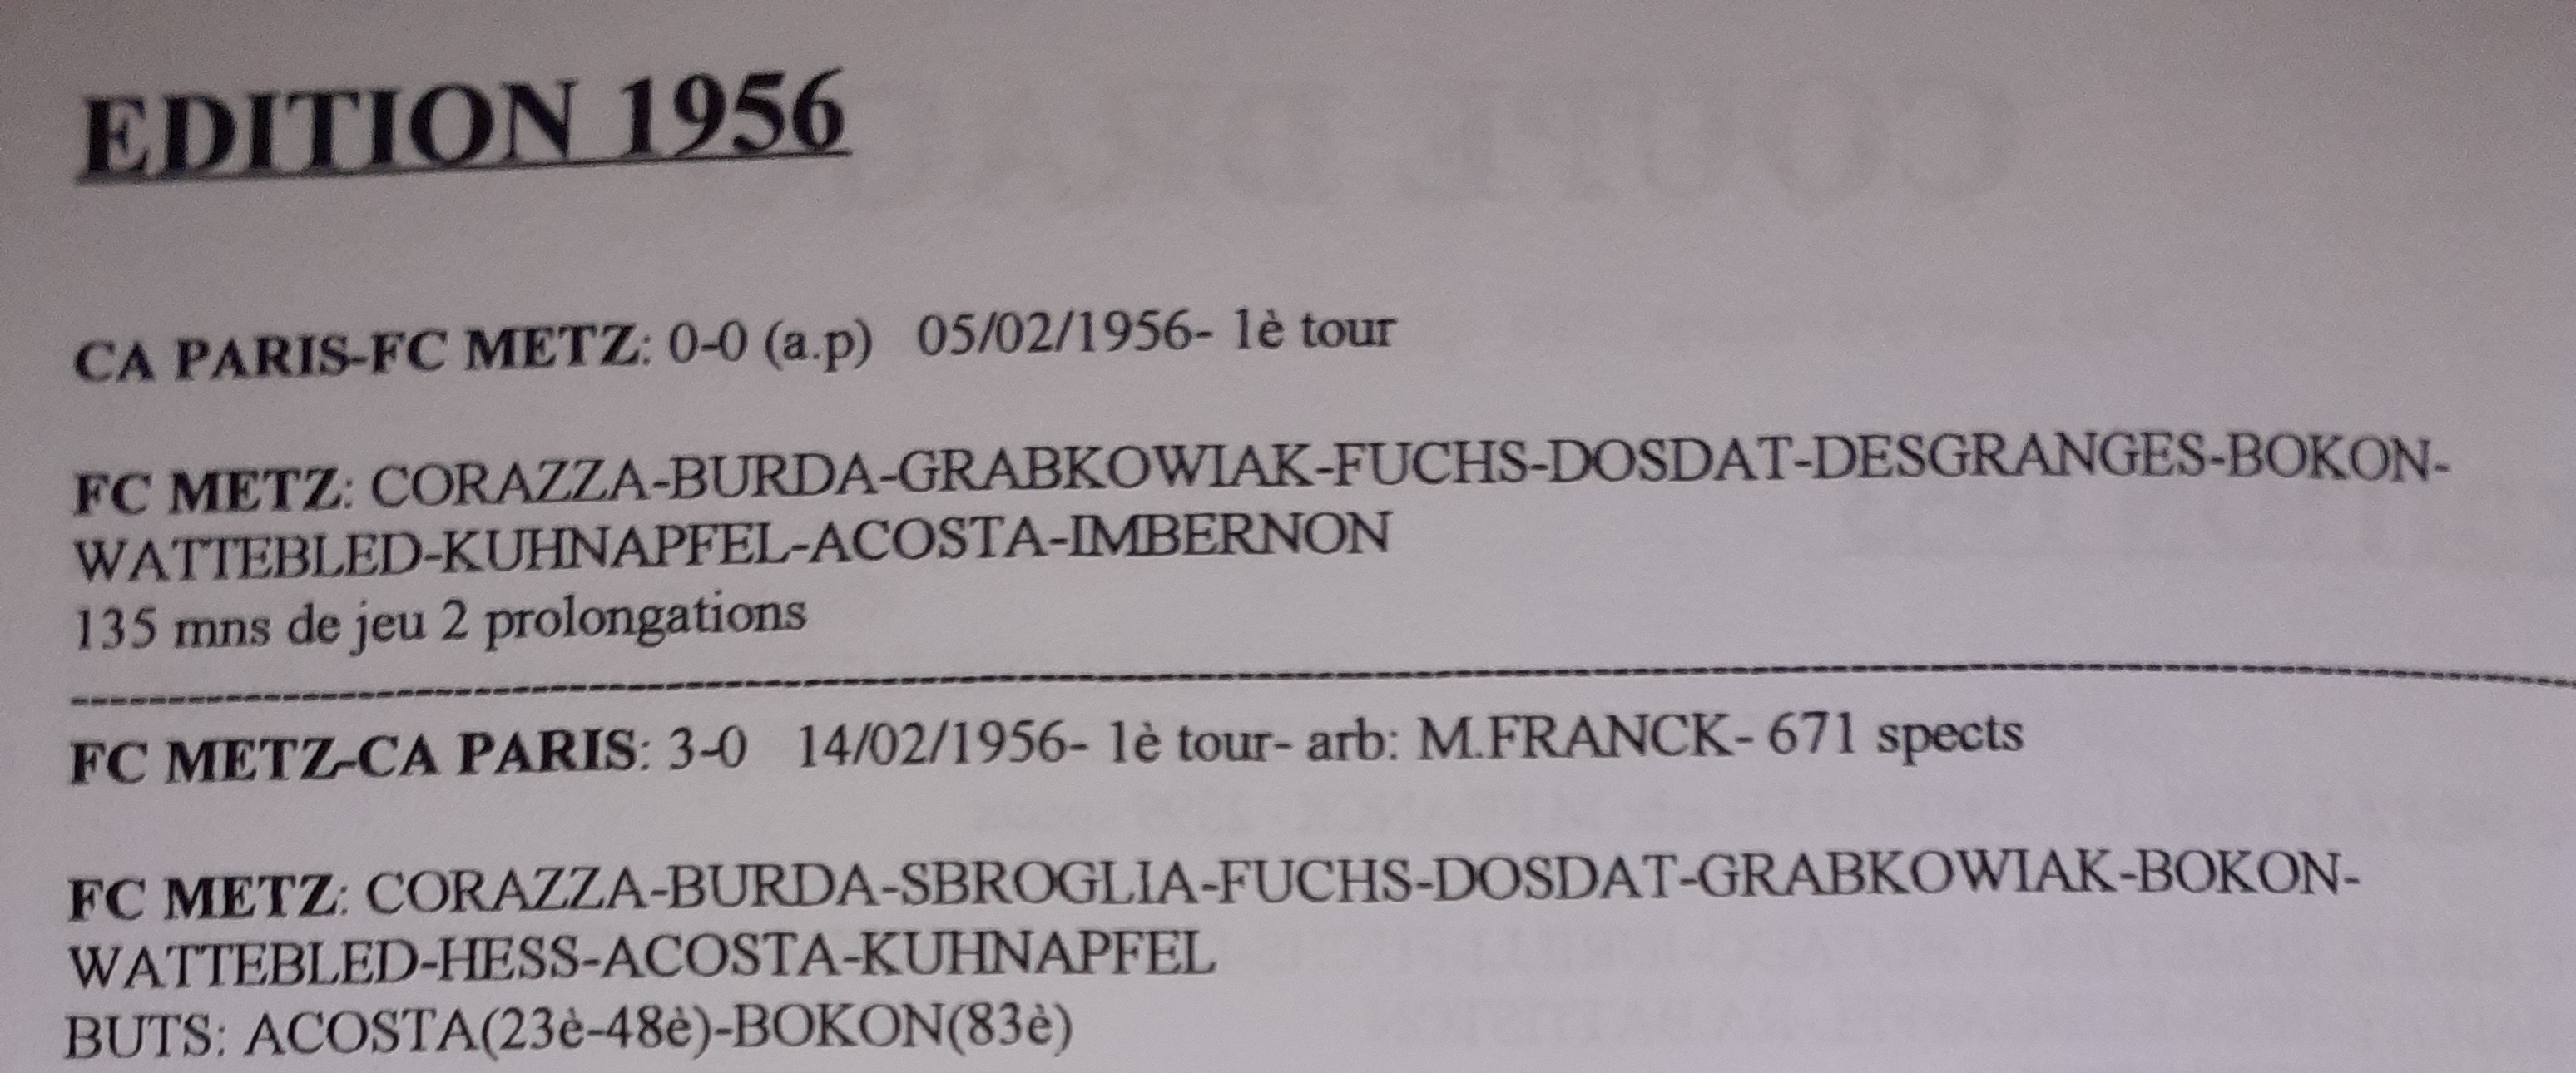 EDITION 1956
CA PARIS-FC METZ: 0-0 (a.p) 05/02/1956- 1è tour
FC METZ: CORAZZA-BURDA-GRABKOWIAK-FUCHS-DOSDAT-DESGRANGES-BOKON-
WATTEBLED-KUHNAPFEL-ACOSTA-IMBERNON
135 mns de jeu 2 prolongations
FC METZ-CA PARIS: 3-0 14/02/1956- 1è tour- arb: M.FRANCK- 671 spects
FC METZ: CORAZZA-BURDA-SBROGLIA-FUCHS-DOSDAT-GRABKOWIAK-BOKON-
WATTEBLED-HESS-ACOSTA-KUHNAPFEL
BUTS: ACOSTA(23è-48è)-BOKON(83è)